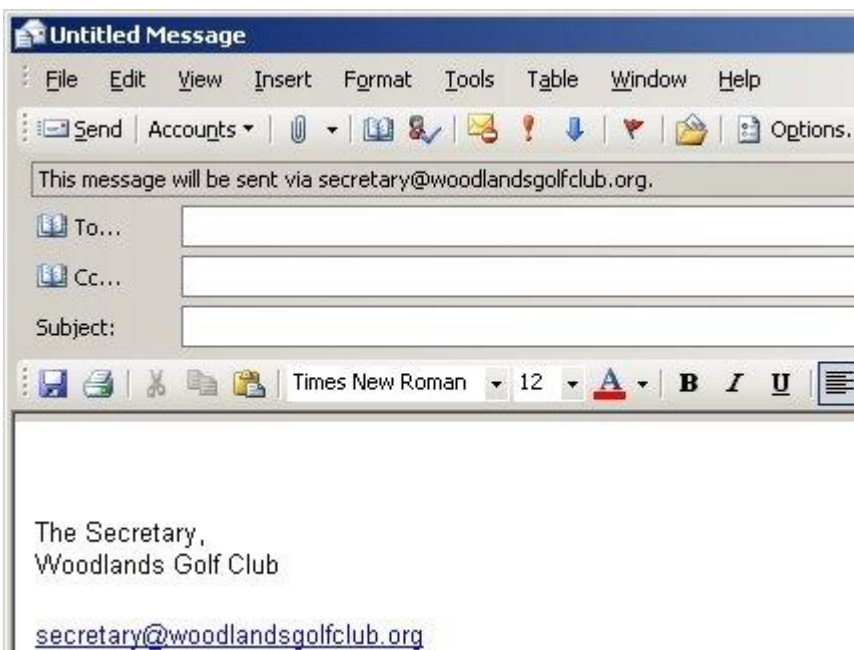 Untitled Message
File Edit View Insert Format Tools Table Window Help
Send Accounts Options.
This message will be sent via secretary@woodlandsgolfclub.org.
To...
Cc...
Subject:
Times New Roman 12 A B I U
The Secretary,
Woodlands Golf Club
secretary@woodlandsgolfclub.org